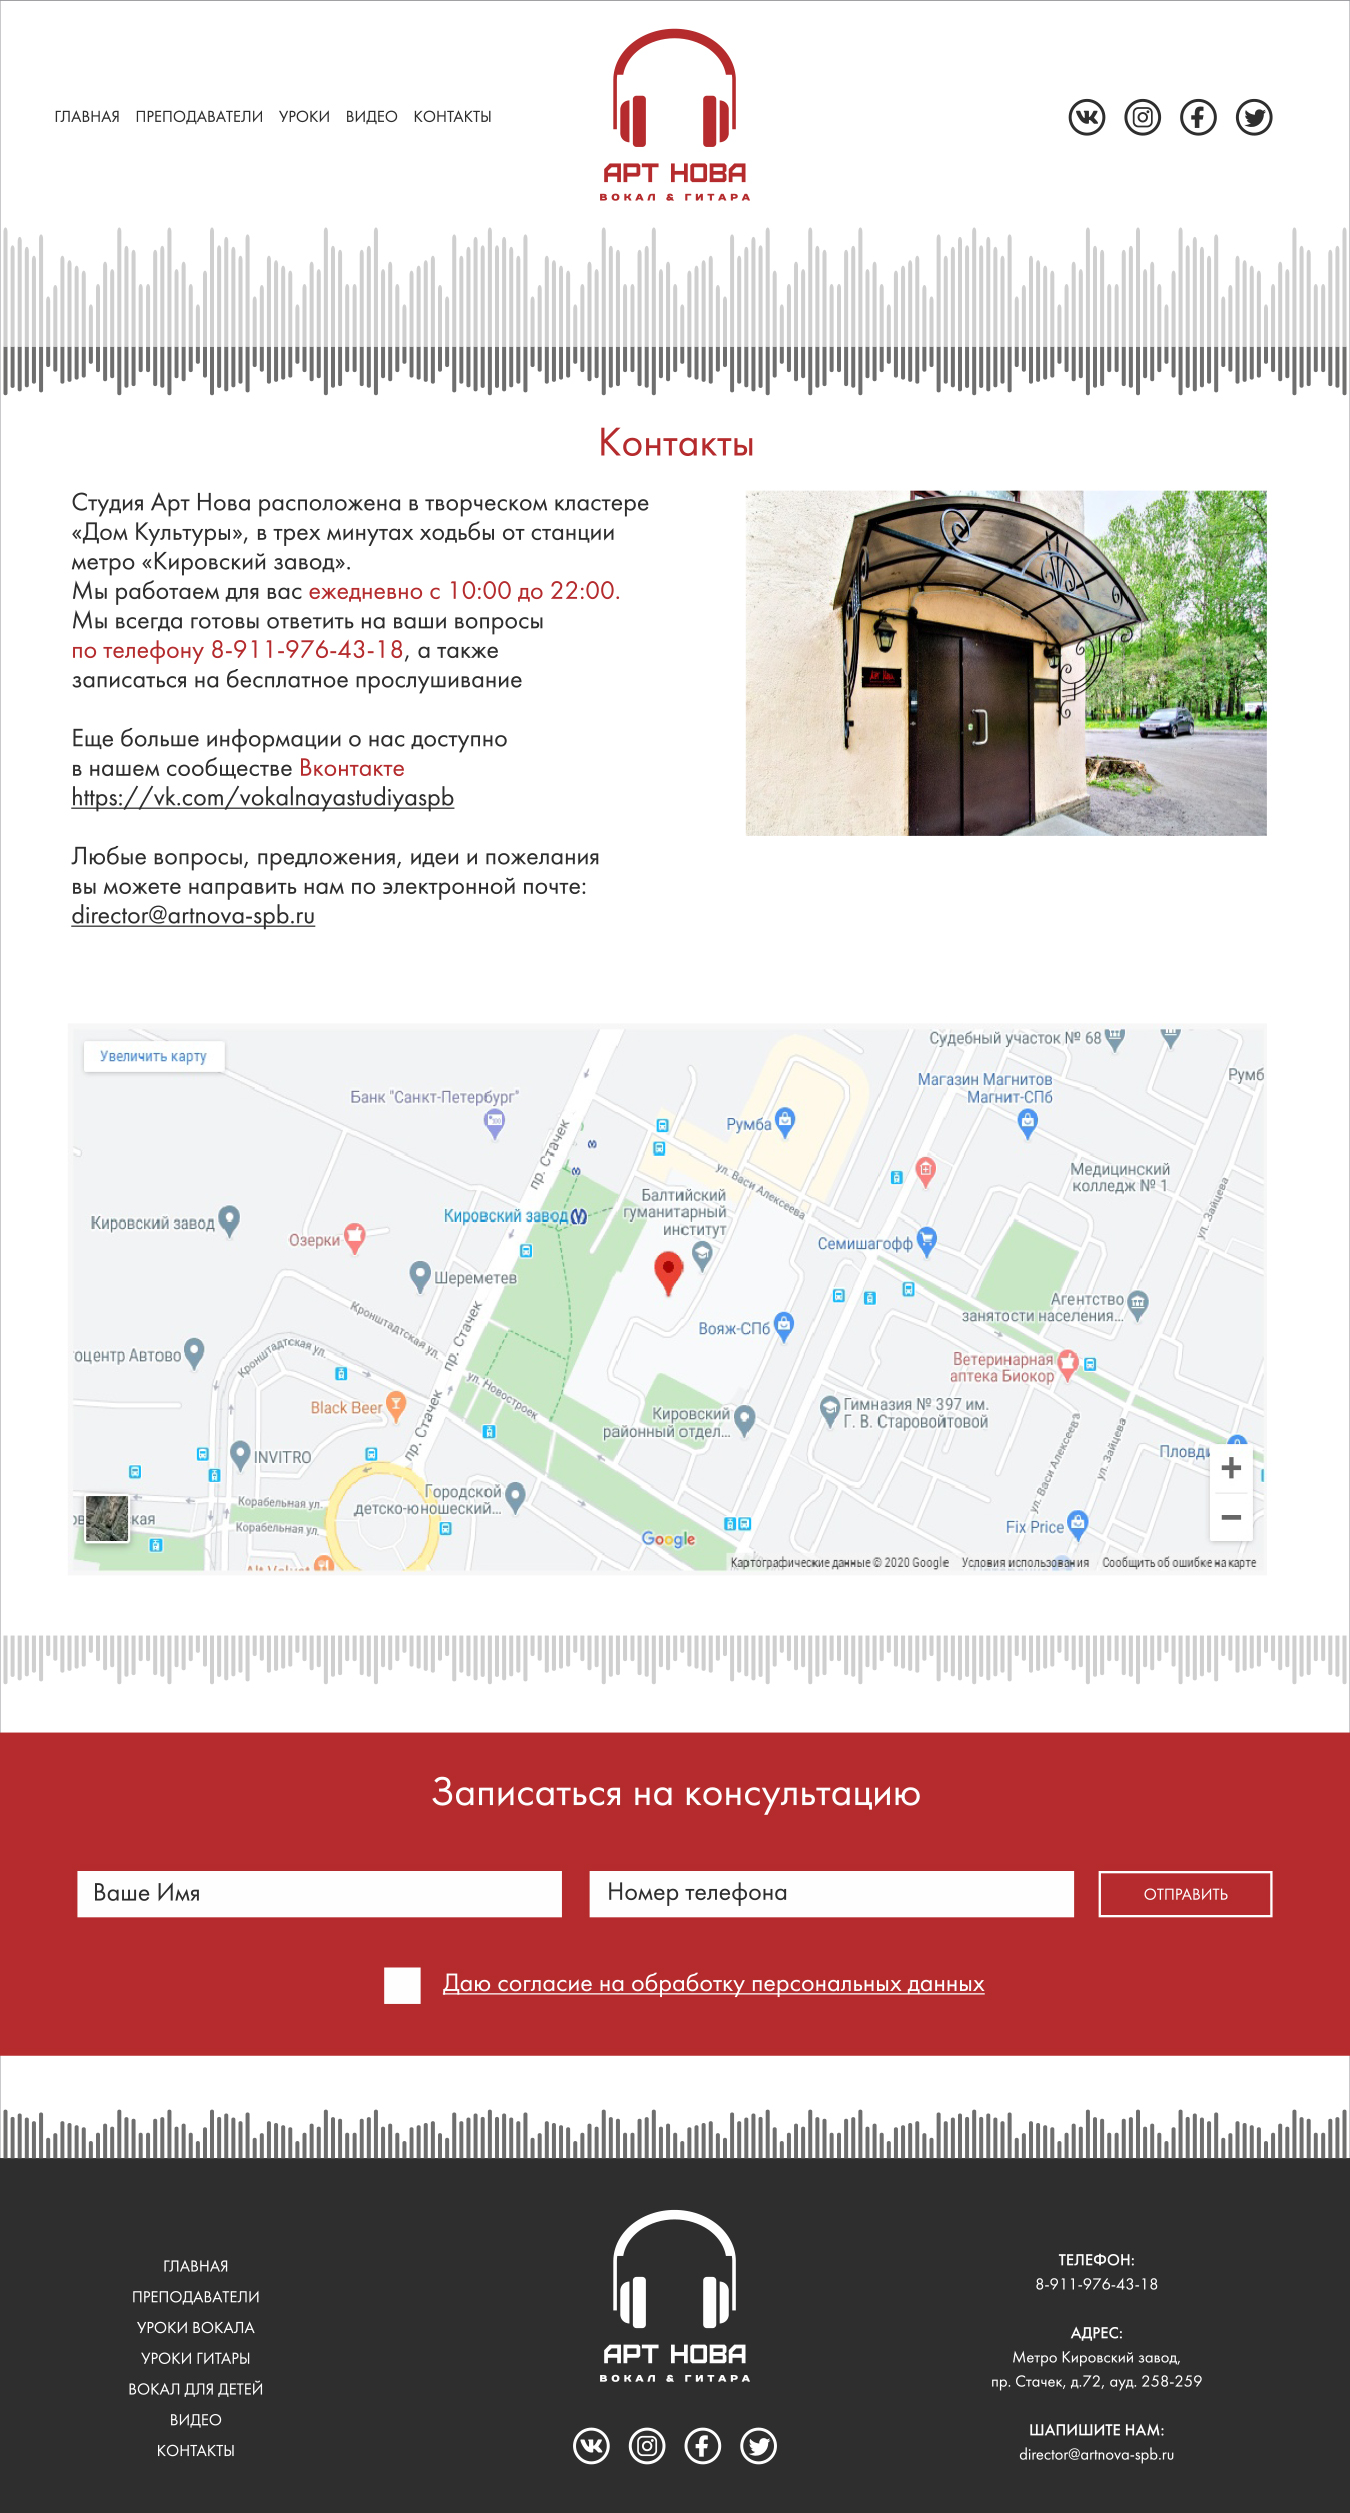 ГЛАВНАЯ ПРЕПОДАВАТЕЛИ УРОКИ ВИДЕО КОНТАКТЫ
АРТ НОВА
ВОКАЛ & ГИТАРА
Контакты
Студия Арт Нова расположена в творческом кластере
«Дом Культуры», в трех минутах ходьбы от станции
метро «Кировский завод».
Мы работаем для вас ежедневно с 10:00 до 22:00.
Мы всегда готовы ответить на ваши вопросы
по телефону 8-911-976-43-18, а также
записаться на бесплатное прослушивание
Еще больше информации о нас доступно
в нашем сообществе Вконтакте
https://vk.com/vokalnayastudiyaspb
Любые вопросы, предложения, идеи и пожелания
вы можете направить нам по электронной почте:
director@artnova-spb.ru
Арт Нова
Увеличить карту
Судебный участок № 68
Румб
Магазин Магнитов
Магнит-СПб
Банк "Санкт-Петербург"
Румба
пр. Стачек
ул. Васи Алексеева
Медицинский
колледж № 1
ул. Зайцева
Балтийский
гуманитарный
институт
Кировский завод
Кировский завод
Озерки
Семишагофф
Шереметев
Агентство
занятости населения...
Кронштадтская ул.
Кронштадтская ул.
пр. Стачек
Вояж-СПб
оцентр Автово
Ветеринарная
аптека Биокор
ул. Новостроек
Black Beer
пр. Стачек
Кировский
районный отдел...
Гимназия № 397 им.
Г. В. Старовойтовой
ул. Васи Алексеева
ул. Зайцева
Пловди
INVITRO
Городской
детско-юношеский...
Корабельная ул.
Корабельная ул.
кая
Fix Price
Alt Velvet
Google
Картографические данные © 2020 Google Условия использования Сообщить об ошибке на карте
Записаться на консультацию
Ваше Имя
Номер телефона
ОТПРАВИТЬ
Даю согласие на обработку персональных данных
ГЛАВНАЯ
ПРЕПОДАВАТЕЛИ
УРОКИ ВОКАЛА
УРОКИ ГИТАРЫ
ВОКАЛ ДЛЯ ДЕТЕЙ
ВИДЕО
КОНТАКТЫ
АРТ НОВА
ВОКАЛ & ГИТАРА
ТЕЛЕФОН:
8-911-976-43-18
АДРЕС:
Метро Кировский завод,
пр. Стачек, д.72, ауд. 258-259
ШАПИШИТЕ НАМ:
director@artnova-spb.ru